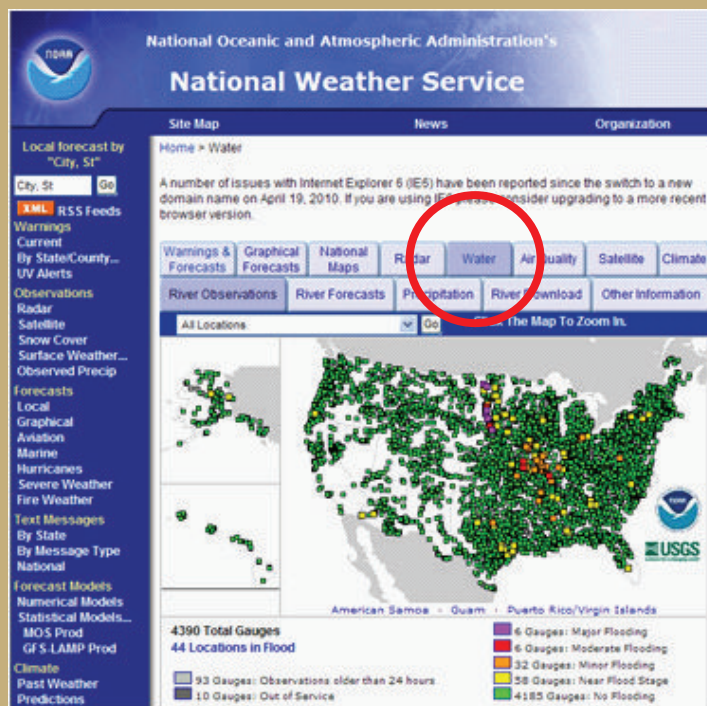 NOAA
National Oceanic and Atmospheric Administration's
National Weather Service
Site Map News Organization
Local forecast by
"City, St"
City, St Go
XML RSS Feeds
Warnings
Current
By State/County...
UV Alerts
Observations
Radar
Satellite
Snow Cover
Surface Weather...
Observed Precip
Forecasts
Local
Graphical
Aviation
Marine
Hurricanes
Severe Weather
Fire Weather
Text Messages
By State
By Message Type
National
Forecast Models
Numerical Models
Statistical Models...
MOS Prod
GFS-LAMP Prod
Climate
Past Weather
Predictions
Home > Water
A number of issues with Internet Explorer 6 (IE6) have been reported since the switch to a new
domain name on April 19, 2010. If you are using please consider upgrading to a more recent
browser version.
Warnings & Forecasts
Graphical Forecasts
National Maps
Radar
Water
Air Quality
Satellite
Climate
River Observations River Forecasts Precipitation River Download Other Information
All Locations Go The Map To Zoom In.
NOAA
USGS
American Samoa - Guam - Puerto Rico/Virgin Islands
4390 Total Gauges
44 Locations in Flood
93 Gauges: Observations older than 24 hours
10 Gauges: Out of Service
6 Gauges: Major Flooding
6 Gauges: Moderate Flooding
32 Gauges: Minor Flooding
58 Gauges: Near Flood Stage
4185 Gauges: No Flooding